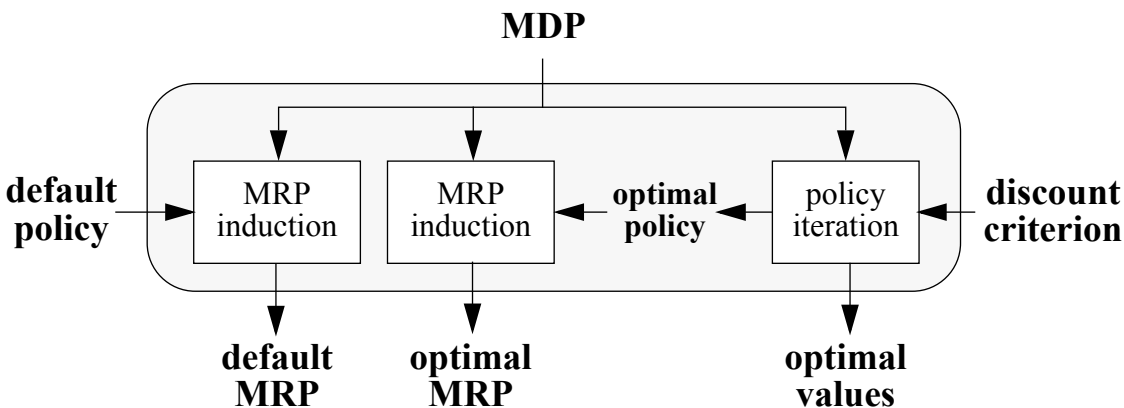 MDP
default
policy
MRP
induction
MRP
induction
optimal
policy
policy
iteration
discount
criterion
default
MRP
optimal
MRP
optimal
values